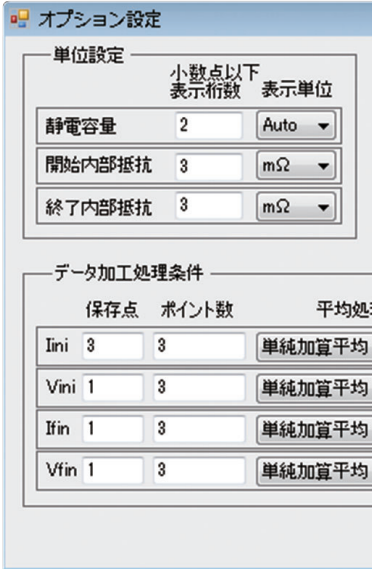 オプション設定
単位設定
小数点以下
表示桁数 表示単位
静電容量 2 Auto
開始内部抵抗 3 mΩ
終了内部抵抗 3 mΩ
データ加工処理条件
保存点 ポイント数 平均処
Iini 3 3 単純加算平均
Vini 1 3 単純加算平均
Ifin 1 3 単純加算平均
Vfin 1 3 単純加算平均